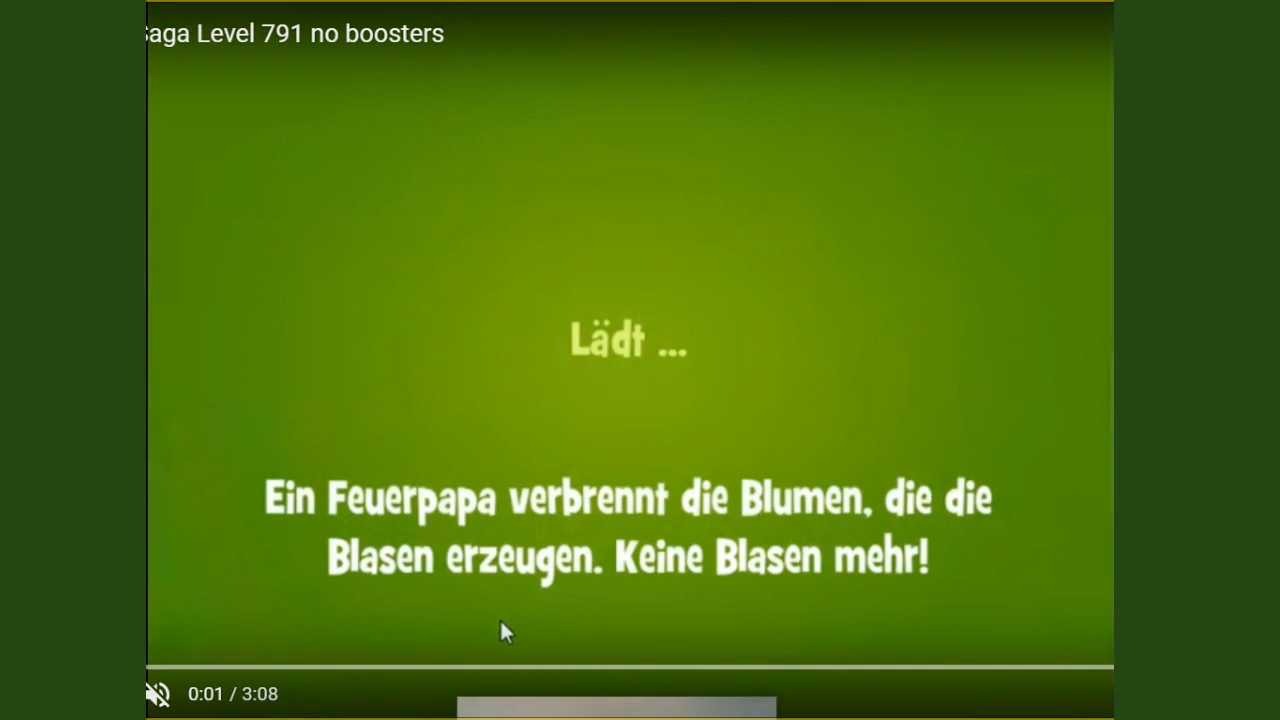 Saga Level 791 no boosters
Lädt ...
Ein Feuerpapa verbrennt die Blumen, die die
Blasen erzeugen. Keine Blasen mehr!
0:01 / 3:08